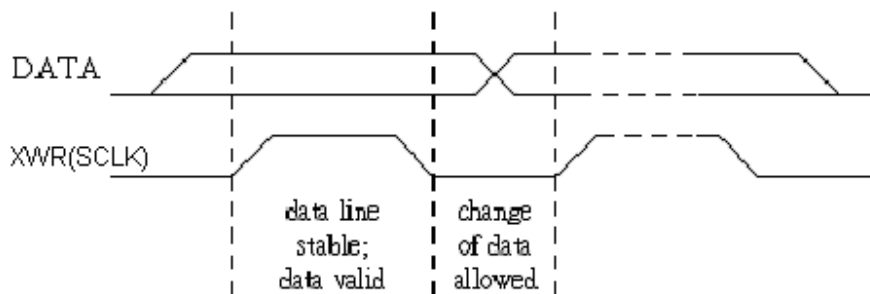 DATA
XWR(SCLK)
data line
stable;
data valid
change
of data
allowed